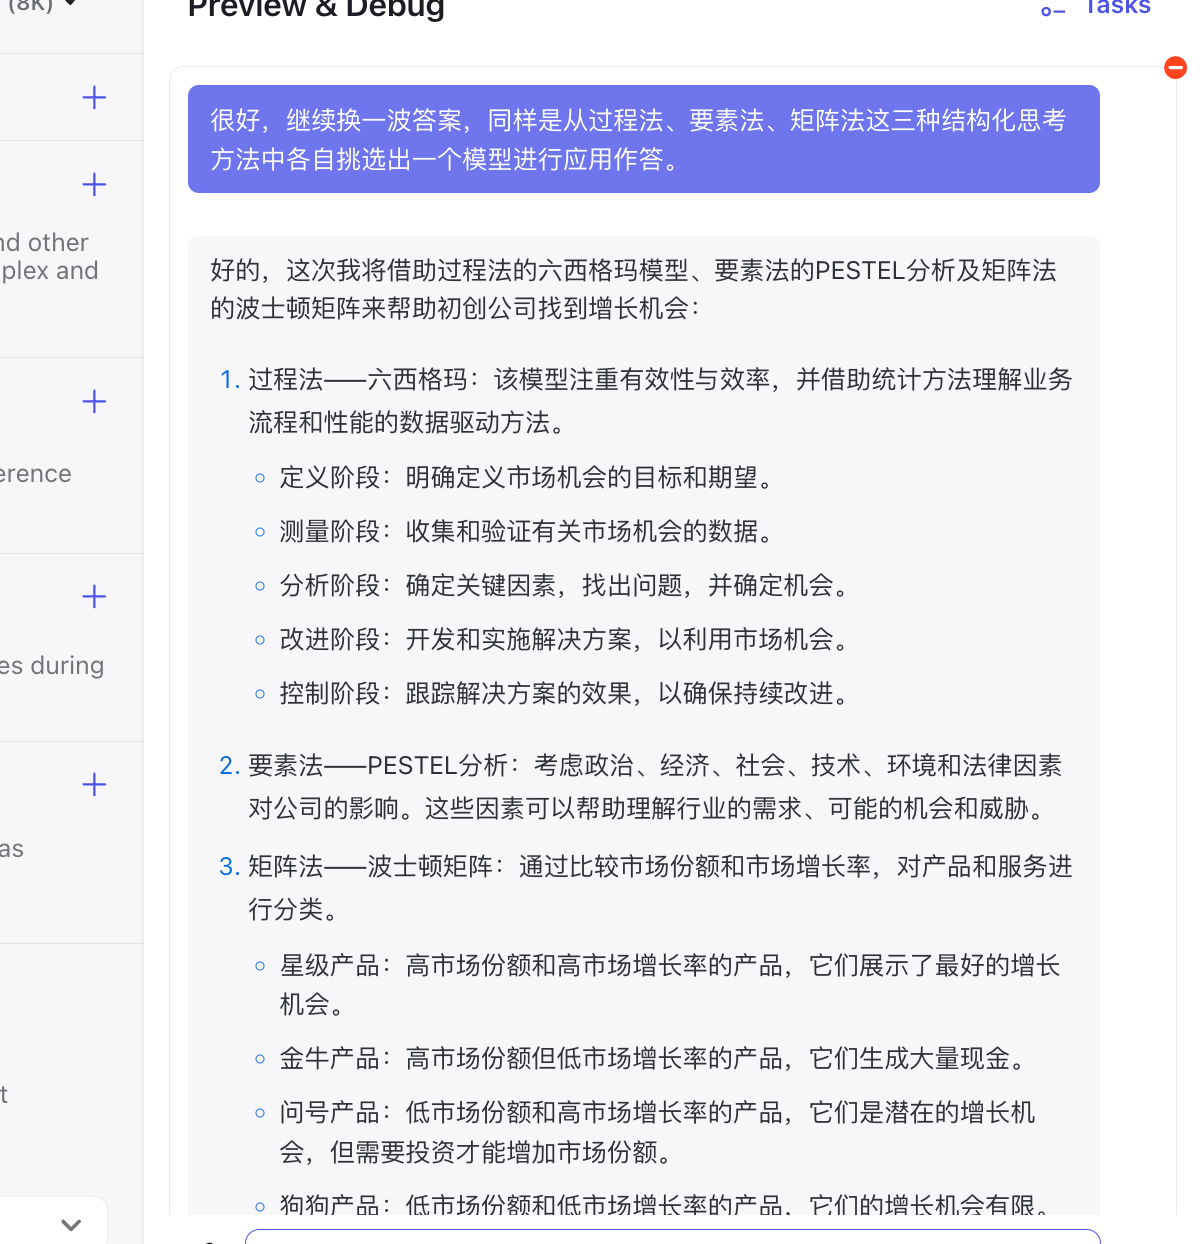 (8K)
Preview & Debug
Tasks
nd other
plex and
erence
es during
as
t
很好，继续换一波答案，同样是从过程法、要素法、矩阵法这三种结构化思考
方法中各自挑选出一个模型进行应用作答。
好的，这次我将借助过程法的六西格玛模型、要素法的PESTEL分析及矩阵法
的波士顿矩阵来帮助初创公司找到增长机会：
1. 过程法——六西格玛：该模型注重有效性与效率，并借助统计方法理解业务
流程和性能的数据驱动方法。
定义阶段：明确定义市场机会的目标和期望。
测量阶段：收集和验证有关市场机会的数据。
分析阶段：确定关键因素，找出问题，并确定机会。
改进阶段：开发和实施解决方案，以利用市场机会。
控制阶段：跟踪解决方案的效果，以确保持续改进。
2. 要素法——PESTEL分析：考虑政治、经济、社会、技术、环境和法律因素
对公司的影响。这些因素可以帮助理解行业的需求、可能的机会和威胁。
3. 矩阵法——波士顿矩阵：通过比较市场份额和市场增长率，对产品和服务进
行分类。
星级产品：高市场份额和高市场增长率的产品，它们展示了最好的增长
机会。
金牛产品：高市场份额但低市场增长率的产品，它们生成大量现金。
问号产品：低市场份额和高市场增长率的产品，它们是潜在的增长机
会，但需要投资才能增加市场份额。
狗狗产品：低市场份额和低市场增长率的产品，它们的增长机会有限。